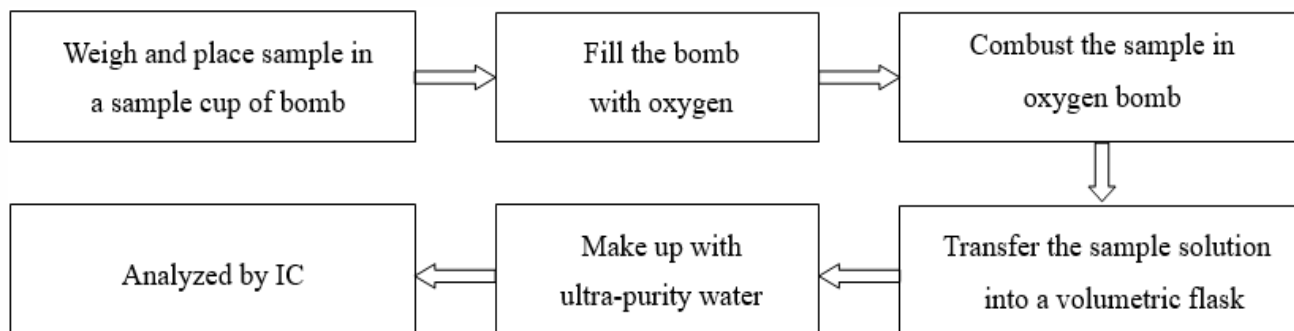 Weigh and place sample in
a sample cup of bomb
Fill the bomb
with oxygen
Combust the sample in
oxygen bomb
Transfer the sample solution
into a volumetric flask
Make up with
ultra-purity water
Analyzed by IC